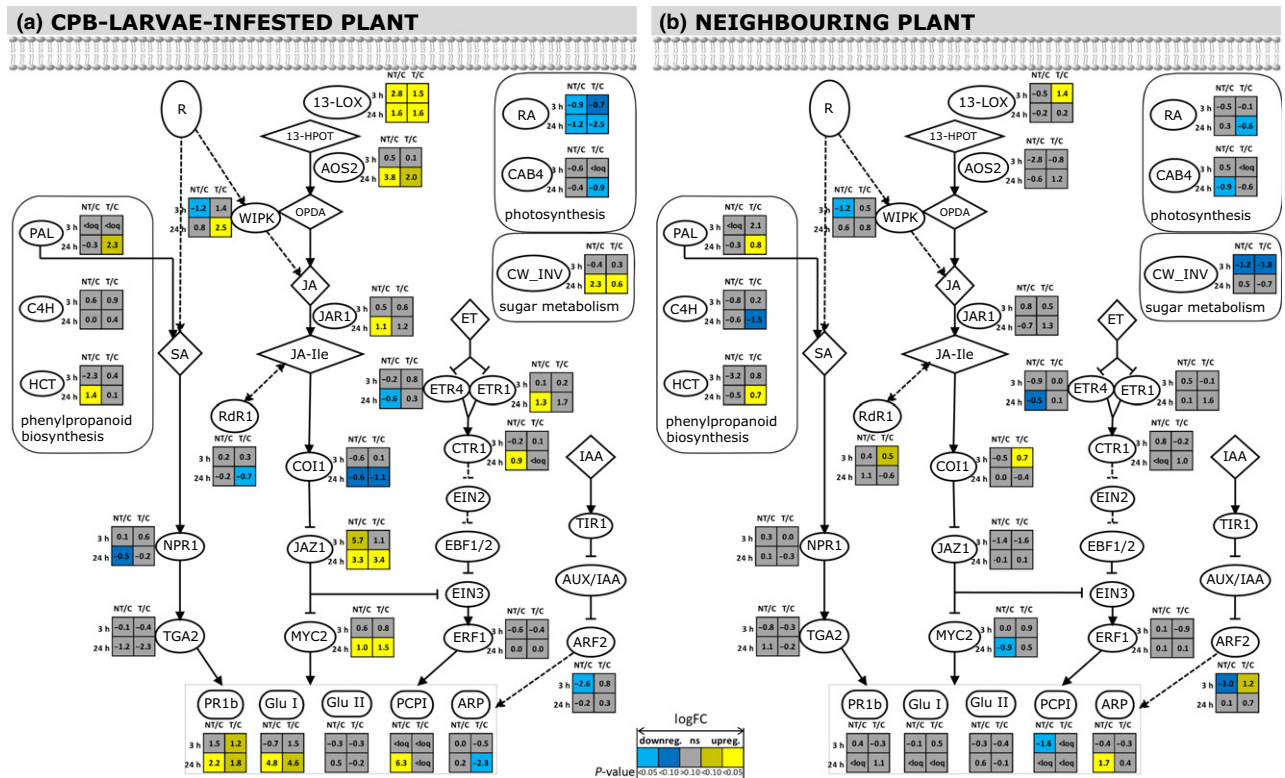 (a) CPB-LARVAE-INFESTED PLANT
NT/C T/C
13-LOX
3 h 2.8 1.5
24 h 1.6 1.6
R
13-HPOT
NT/C T/C
AOS2
3 h 0.5 0.1
24 h 3.8 2.0
NT/C T/C
RA
3 h −0.9 −0.7
24 h −1.2 −2.5
NT/C T/C
CAB4
3 h −0.6 <loq
24 h −0.4 −0.9
photosynthesis
NT/C T/C
WIPK
3 h −1.2 1.4
24 h 0.8 2.5
OPDA
NT/C T/C
PAL
3 h <loq <loq
24 h −0.3 2.3
NT/C T/C
C4H
3 h 0.6 0.9
24 h 0.0 0.4
NT/C T/C
HCT
3 h −2.3 0.4
24 h 1.4 0.1
phenylpropanoid
biosynthesis
NT/C T/C
CW_INV
3 h −0.4 0.3
24 h 2.3 0.6
sugar metabolism
JA
NT/C T/C
JAR1
3 h 0.5 0.6
24 h 1.1 1.2
SA
JA-Ile
ET
NT/C T/C
ETR4
3 h −0.2 0.8
24 h −0.6 0.3
NT/C T/C
ETR1
3 h 0.1 0.2
24 h 1.3 1.7
RdR1
NT/C T/C
3 h 0.2 0.3
24 h −0.2 −0.7
NT/C T/C
COI1
3 h −0.6 0.1
24 h −0.6 −1.1
NT/C T/C
CTR1
3 h −0.2 0.1
24 h 0.9 <loq
IAA
EIN2
TIR1
NT/C T/C
NPR1
3 h 0.1 0.6
24 h −0.5 −0.2
NT/C T/C
JAZ1
3 h 5.7 1.1
24 h 3.3 3.4
EBF1/2
AUX/IAA
EIN3
NT/C T/C
TGA2
3 h −0.1 −0.4
24 h −1.2 −2.3
NT/C T/C
MYC2
3 h 0.6 0.8
24 h 1.0 1.5
NT/C T/C
ERF1
3 h −0.6 −0.4
24 h 0.0 0.0
ARF2
NT/C T/C
3 h −2.6 0.8
24 h −0.2 0.3
PR1b Glu I Glu II PCPI ARP
NT/C T/C NT/C T/C NT/C T/C NT/C T/C NT/C T/C
3 h 1.5 1.2 −0.7 1.5 −0.3 −0.3 <loq <loq 0.0 −0.5
24 h 2.2 1.8 4.8 4.6 0.5 −0.2 6.3 <loq 0.2 −2.3
logFC
downreg. ns upreg.
P-value <0.05 <0.10 >0.10 <0.10 <0.05
(b) NEIGHBOURING PLANT
NT/C T/C
13-LOX
3 h −0.5 1.4
24 h −0.2 0.2
R
13-HPOT
NT/C T/C
AOS2
3 h −2.8 −0.8
24 h −0.6 1.2
NT/C T/C
RA
3 h −0.5 −0.1
24 h 0.3 −0.6
NT/C T/C
CAB4
3 h 0.5 <loq
24 h −0.9 −0.6
photosynthesis
NT/C T/C
WIPK
3 h −1.2 0.5
24 h 0.6 0.8
OPDA
NT/C T/C
PAL
3 h <loq 2.1
24 h −0.3 0.8
NT/C T/C
C4H
3 h −0.8 0.2
24 h −0.6 −1.5
NT/C T/C
HCT
3 h −3.2 0.8
24 h −0.5 0.7
phenylpropanoid
biosynthesis
NT/C T/C
CW_INV
3 h −1.2 −1.8
24 h 0.5 −0.7
sugar metabolism
JA
NT/C T/C
JAR1
3 h 0.8 0.5
24 h −0.7 1.3
SA
JA-Ile
ET
NT/C T/C
ETR4
3 h −0.9 0.0
24 h −0.5 0.1
NT/C T/C
ETR1
3 h 0.5 −0.1
24 h 0.1 1.6
RdR1
NT/C T/C
3 h 0.4 0.5
24 h 1.1 −0.6
NT/C T/C
COI1
3 h −0.5 0.7
24 h 0.0 −0.4
NT/C T/C
CTR1
3 h 0.8 −0.2
24 h <loq 1.0
IAA
EIN2
TIR1
NT/C T/C
NPR1
3 h 0.3 0.0
24 h 0.1 −0.3
NT/C T/C
JAZ1
3 h −1.4 −1.6
24 h −0.1 0.1
EBF1/2
AUX/IAA
EIN3
NT/C T/C
TGA2
3 h −0.8 −0.3
24 h 1.1 −0.2
NT/C T/C
MYC2
3 h 0.0 0.9
24 h −0.9 0.5
NT/C T/C
ERF1
3 h 0.1 −0.9
24 h 0.1 0.1
ARF2
NT/C T/C
3 h −3.0 1.2
24 h 0.1 0.7
PR1b Glu I Glu II PCPI ARP
NT/C T/C NT/C T/C NT/C T/C NT/C T/C NT/C T/C
3 h 0.4 −0.3 −0.1 0.5 −0.3 −0.4 −1.6 <loq −0.4 −0.3
24 h <loq 1.1 <loq <loq 0.6 −0.1 <loq <loq 1.7 0.4